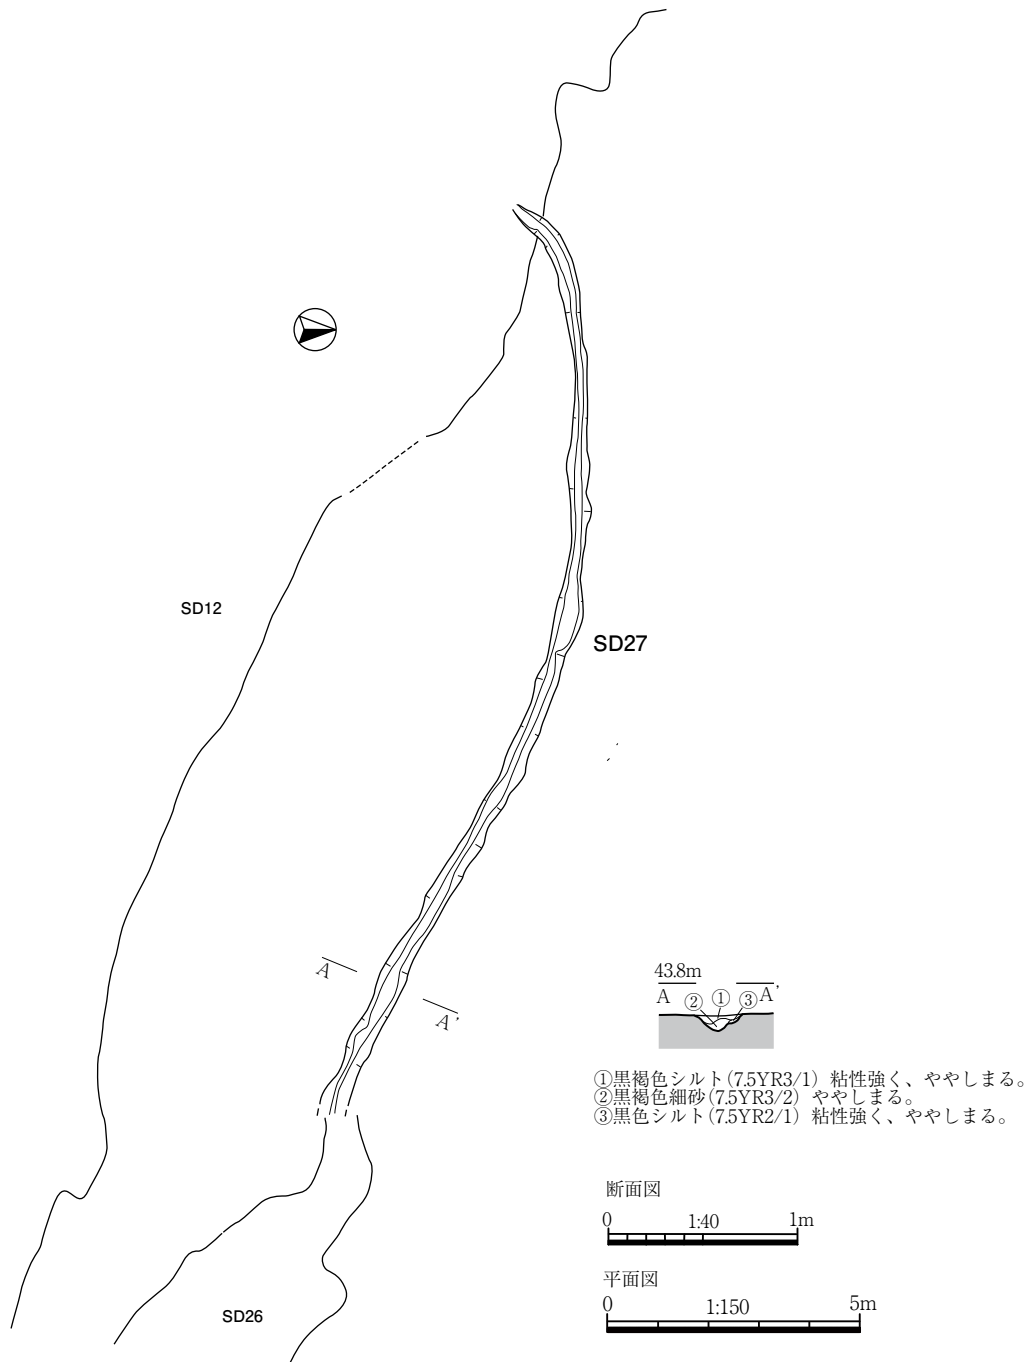 SD12
SD27
A
A'
43.8m
A ② ① ③ A'
①黒褐色シルト(7.5YR3/1) 粘性強く、ややしまる。
②黒褐色細砂(7.5YR3/2) ややしまる。
③黒色シルト(7.5YR2/1) 粘性強く、ややしまる。
断面図
0 1:40 1m
平面図
0 1:150 5m
SD26